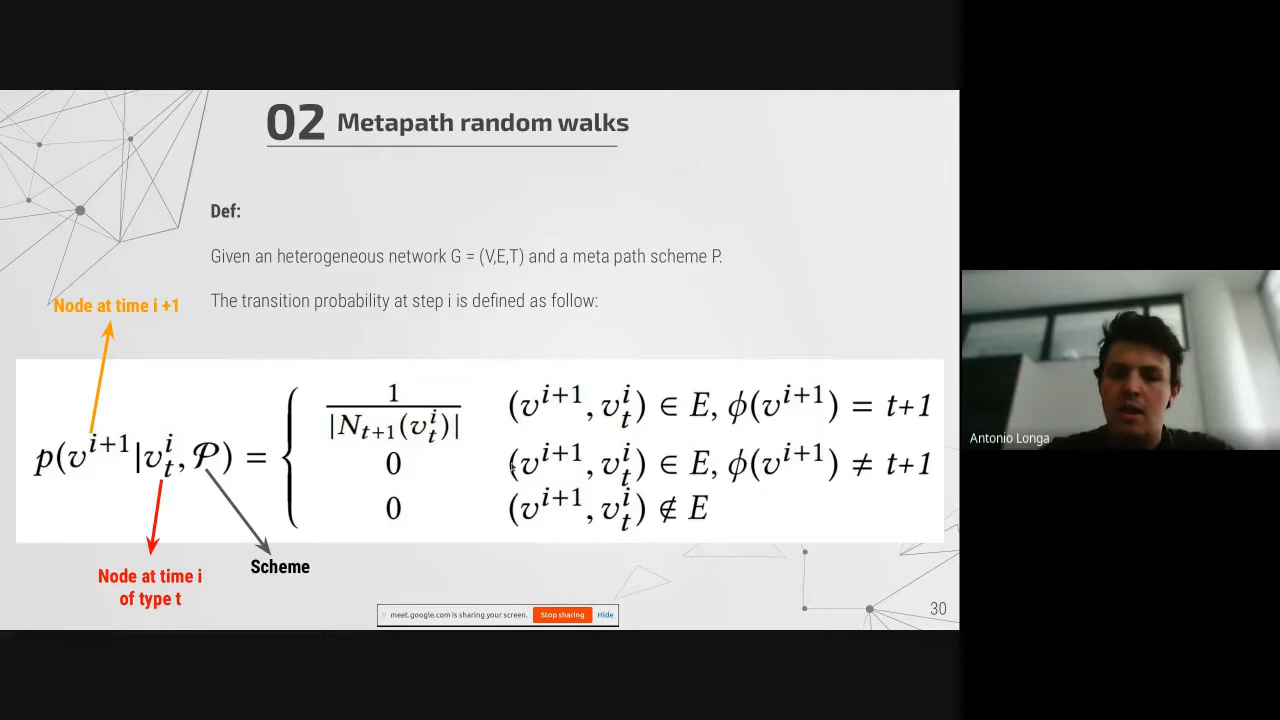 02 Metapath random walks
Def:
Given an heterogeneous network G = (V,E,T) and a meta path scheme P.
The transition probability at step i is defined as follow:
Node at time i +1
p(v^{i+1}|v_t^i, 𝒫) = { 1/|N_{t+1}(v_t^i)| (v^{i+1}, v_t^i) ∈ E, ϕ(v^{i+1}) = t+1
0 (v^{i+1}, v_t^i) ∈ E, ϕ(v^{i+1}) ≠ t+1
0 (v^{i+1}, v_t^i) ∉ E
Scheme
Node at time i
of type t
meet.google.com is sharing your screen. Stop sharing Hide
30
Antonio Longa